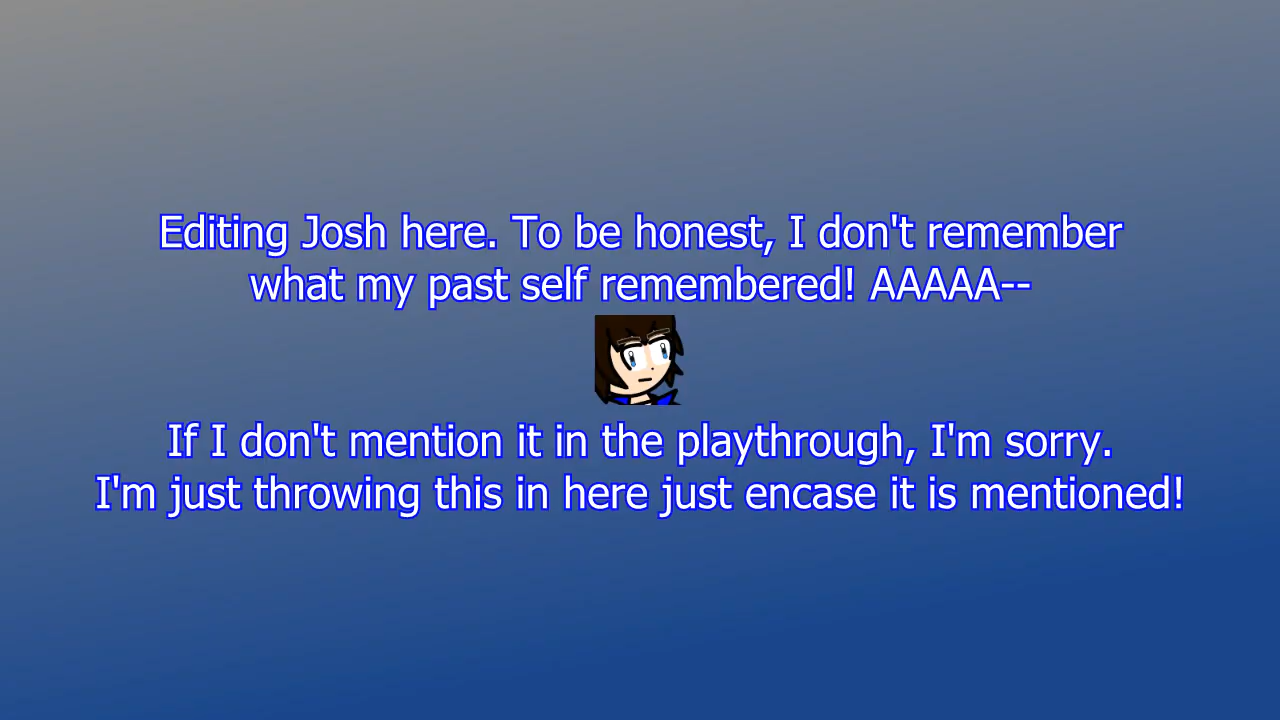 Editing Josh here. To be honest, I don't remember
what my past self remembered! AAAAA--
If I don't mention it in the playthrough, I'm sorry.
I'm just throwing this in here just encase it is mentioned!